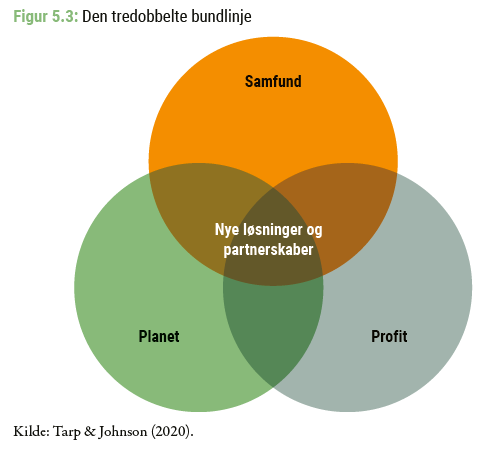 Figur 5.3: Den tredobbelte bundlinje
Samfund
Nye løsninger og
partnerskaber
Planet
Profit
Kilde: Tarp & Johnson (2020).